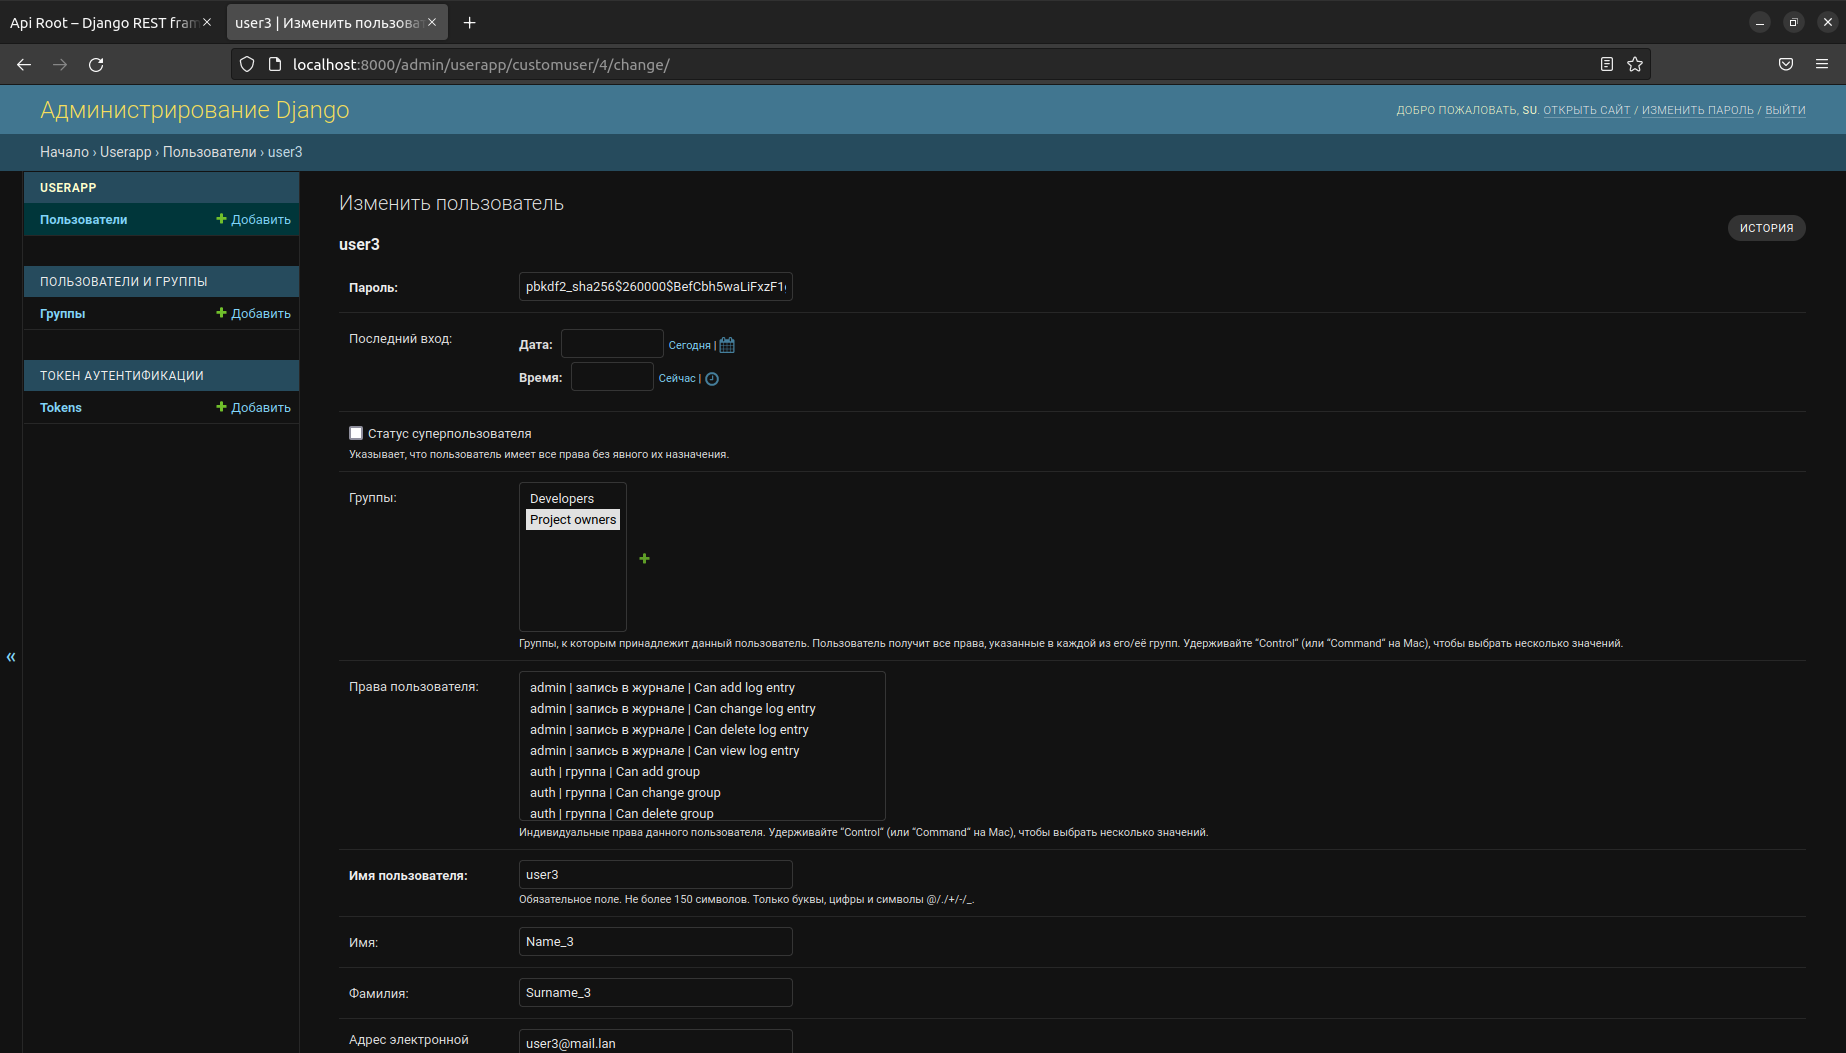 Api Root – Django REST fram
user3 | Изменить пользова
localhost:8000/admin/userapp/customuser/4/change/
Администрирование Django
ДОБРО ПОЖАЛОВАТЬ, SU. ОТКРЫТЬ САЙТ / ИЗМЕНИТЬ ПАРОЛЬ / ВЫЙТИ
Начало › Userapp › Пользователи › user3
USERAPP
Пользователи
Добавить
ПОЛЬЗОВАТЕЛИ И ГРУППЫ
Группы
Добавить
ТОКЕН АУТЕНТИФИКАЦИИ
Tokens
Добавить
«
Изменить пользователь
ИСТОРИЯ
user3
Пароль: pbkdf2_sha256$260000$BefCbh5waLiFxzF1
Последний вход:
Дата: Сегодня |
Время: Сейчас |
Статус суперпользователя
Указывает, что пользователь имеет все права без явного их назначения.
Группы:
Developers
Project owners
Группы, к которым принадлежит данный пользователь. Пользователь получит все права, указанные в каждой из его/её групп. Удерживайте “Control“ (или “Command“ на Mac), чтобы выбрать несколько значений.
Права пользователя:
admin | запись в журнале | Can add log entry
admin | запись в журнале | Can change log entry
admin | запись в журнале | Can delete log entry
admin | запись в журнале | Can view log entry
auth | группа | Can add group
auth | группа | Can change group
auth | группа | Can delete group
Индивидуальные права данного пользователя. Удерживайте “Control“ (или “Command“ на Mac), чтобы выбрать несколько значений.
Имя пользователя: user3
Обязательное поле. Не более 150 символов. Только буквы, цифры и символы @/./+/-/_.
Имя: Name_3
Фамилия: Surname_3
Адрес электронной user3@mail.lan